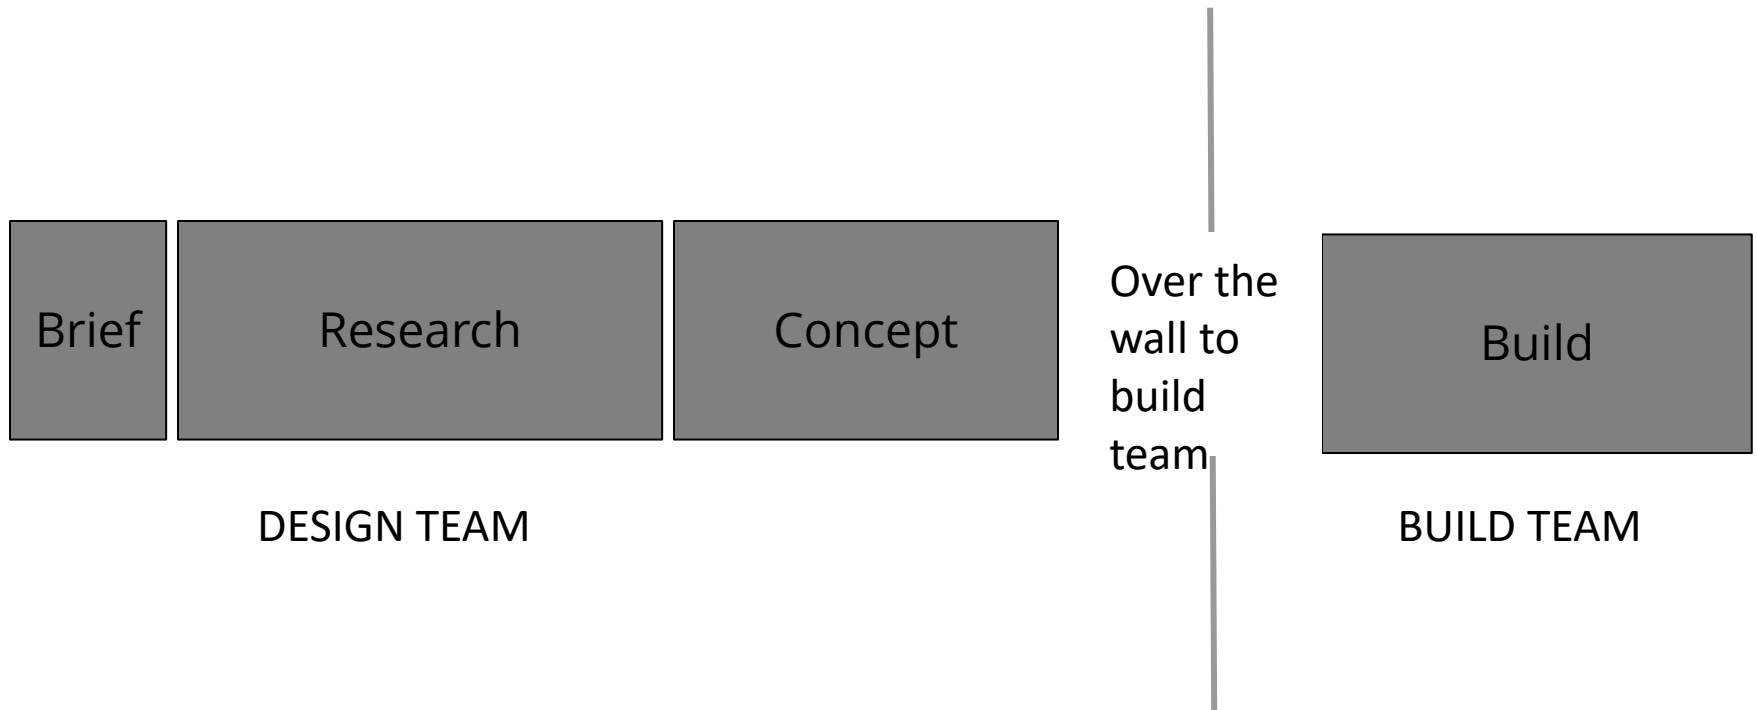 Brief
Research
Concept
Over the
wall to
build
team
Build
DESIGN TEAM
BUILD TEAM